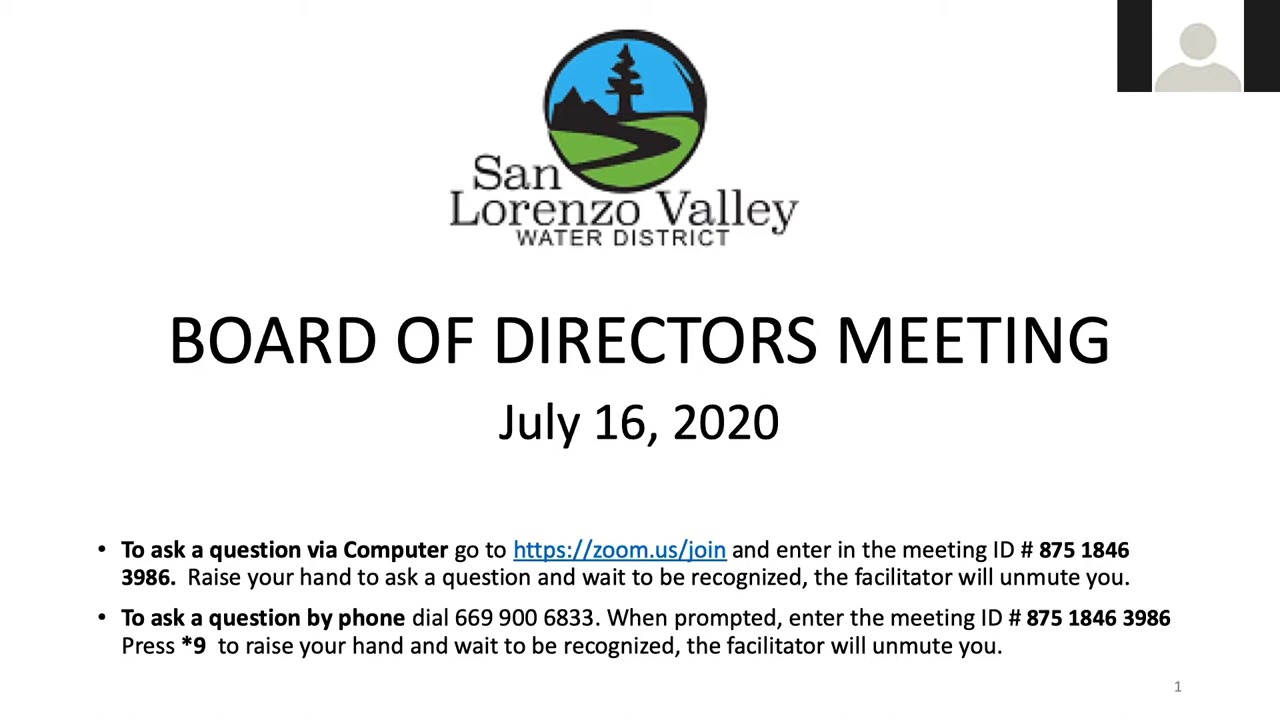 San
Lorenzo Valley
WATER DISTRICT
BOARD OF DIRECTORS MEETING
July 16, 2020
• To ask a question via Computer go to https://zoom.us/join and enter in the meeting ID # 875 1846
3986. Raise your hand to ask a question and wait to be recognized, the facilitator will unmute you.
• To ask a question by phone dial 669 900 6833. When prompted, enter the meeting ID # 875 1846 3986
Press *9 to raise your hand and wait to be recognized, the facilitator will unmute you.
1